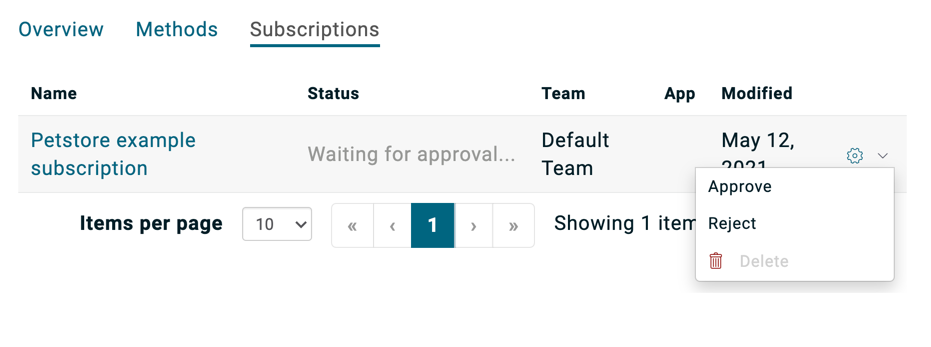 Overview Methods Subscriptions
Name Status Team App Modified
Petstore example subscription Waiting for approval... Default Team May 12, 2021
Approve
Reject
Delete
Items per page 10 « ‹ 1 › » Showing 1 item